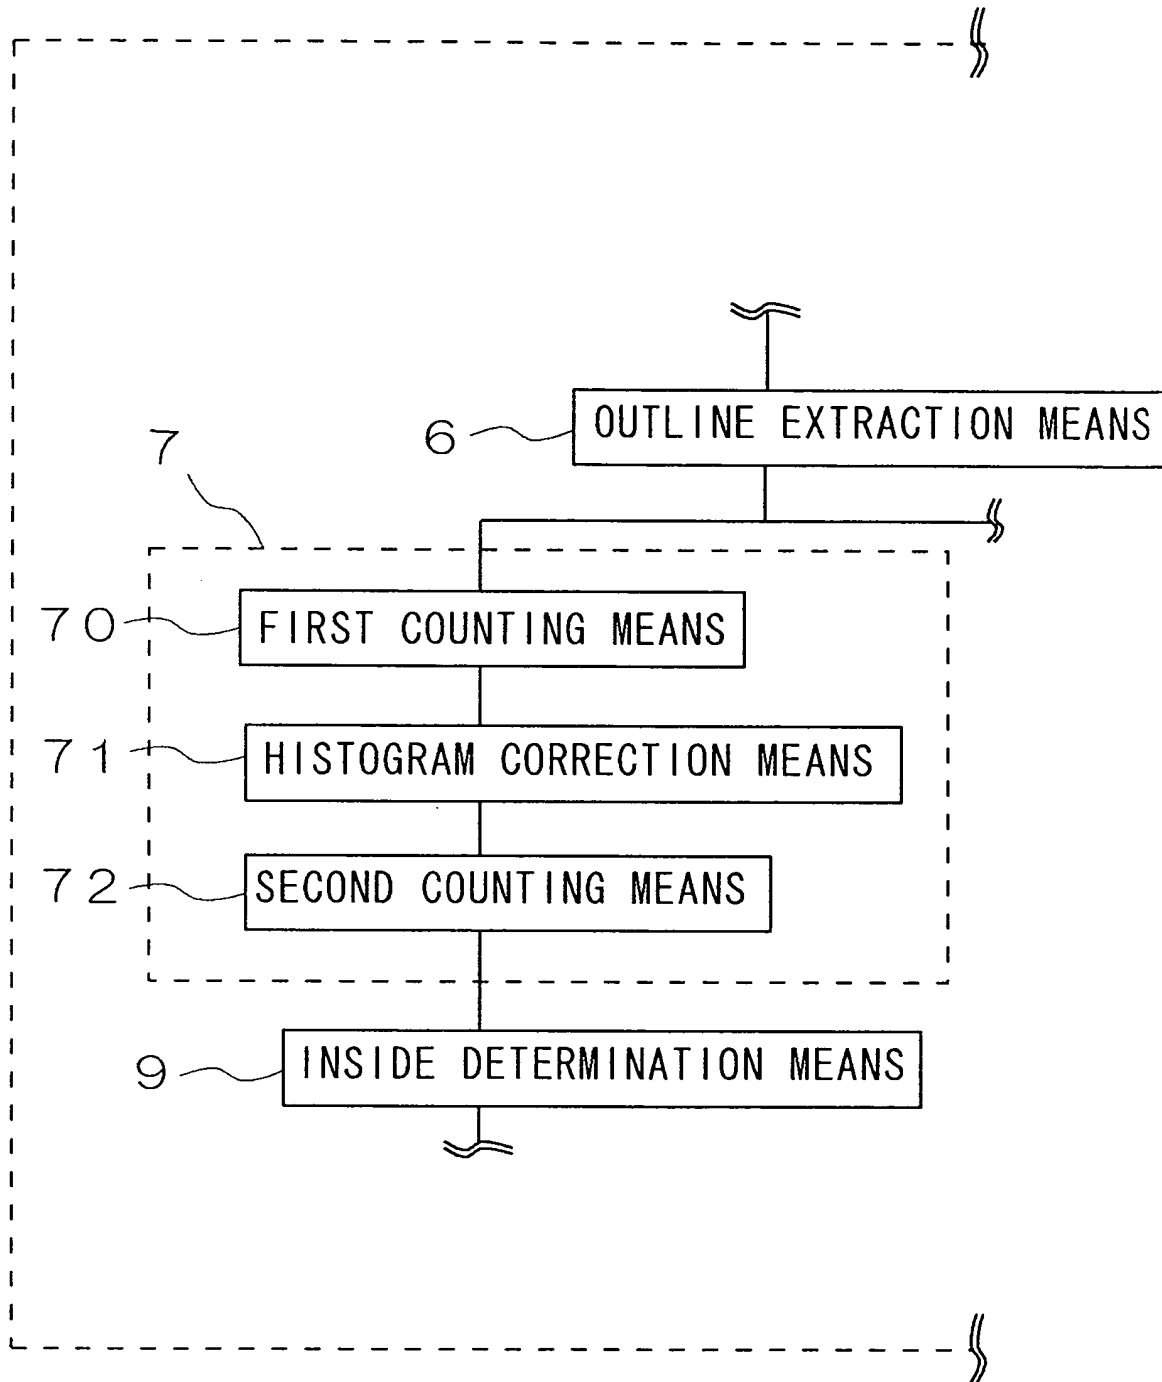 6 OUTLINE EXTRACTION MEANS
7
70 FIRST COUNTING MEANS
71 HISTOGRAM CORRECTION MEANS
72 SECOND COUNTING MEANS
9 INSIDE DETERMINATION MEANS